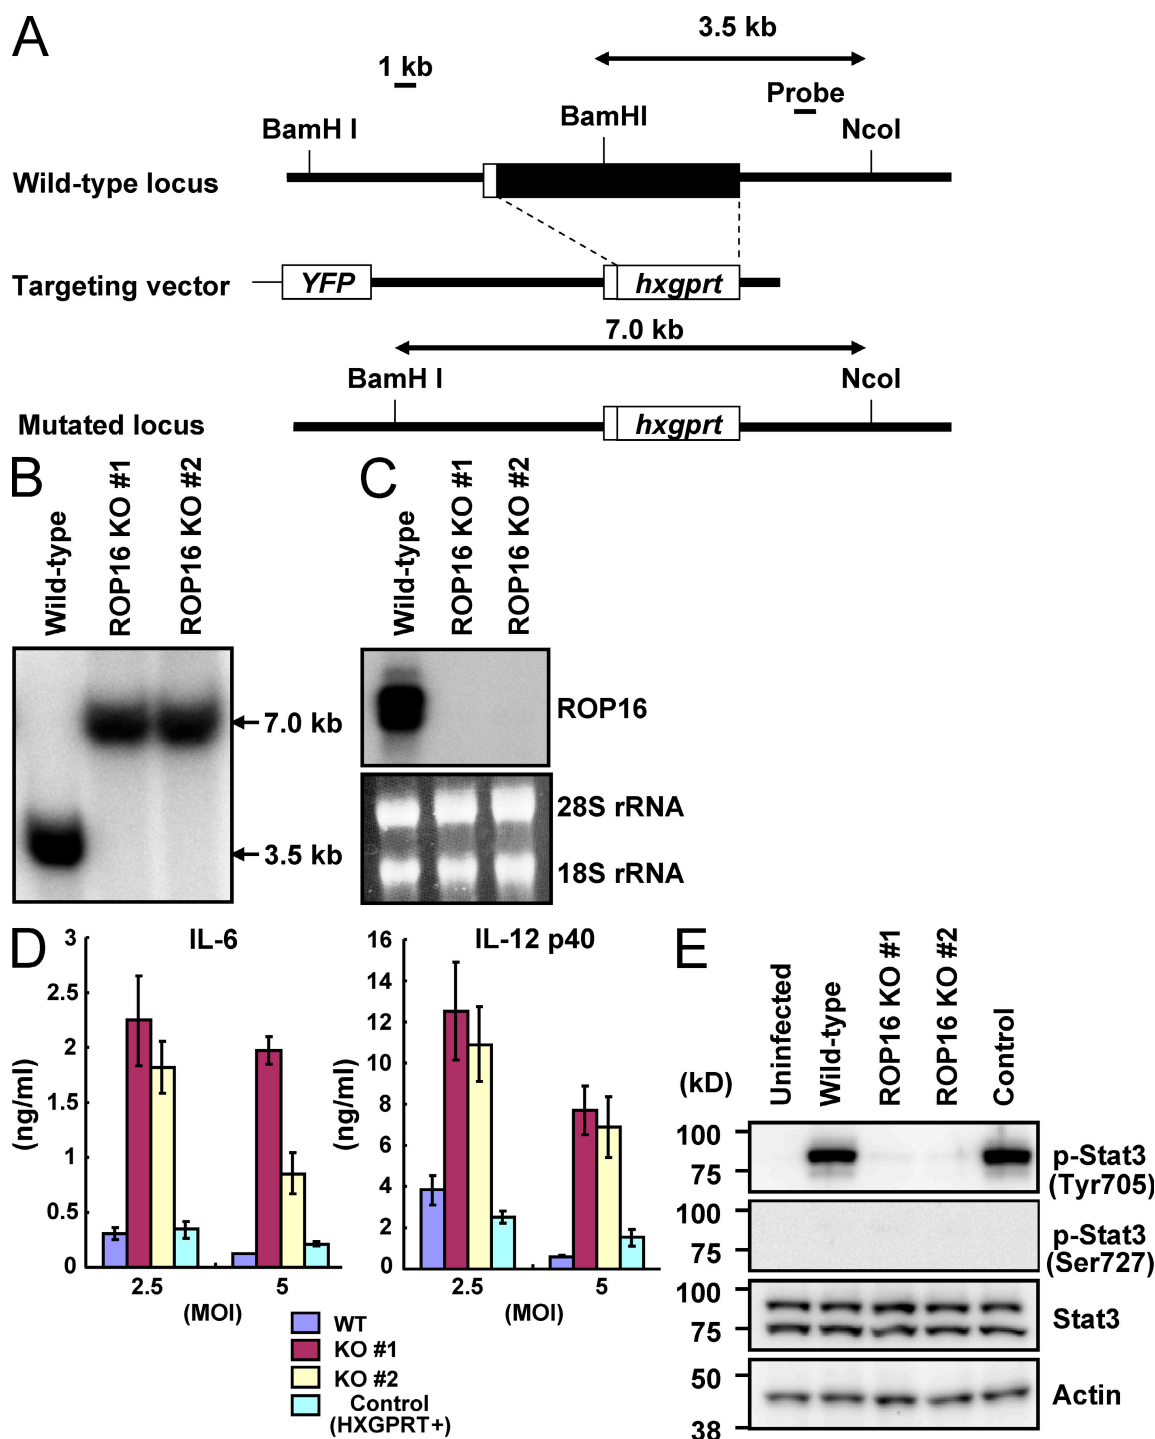 A
3.5 kb
1 kb
Probe
BamH I
BamHI
NcoI
Wild-type locus
Targeting vector
YFP
hxgprt
7.0 kb
BamH I
NcoI
Mutated locus
hxgprt
B
Wild-type
ROP16 KO #1
ROP16 KO #2
7.0 kb
3.5 kb
C
Wild-type
ROP16 KO #1
ROP16 KO #2
ROP16
28S rRNA
18S rRNA
D
IL-6
(ng/ml)
3
2.5
2
1.5
1
0.5
0
2.5
5
(MOI)
IL-12 p40
(ng/ml)
16
14
12
10
8
6
4
2
0
2.5
5
(MOI)
WT
KO #1
KO #2
Control
(HXGPRT+)
E
Uninfected
Wild-type
ROP16 KO #1
ROP16 KO #2
Control
(kD)
100
75
p-Stat3
(Tyr705)
100
75
p-Stat3
(Ser727)
100
75
Stat3
50
38
Actin